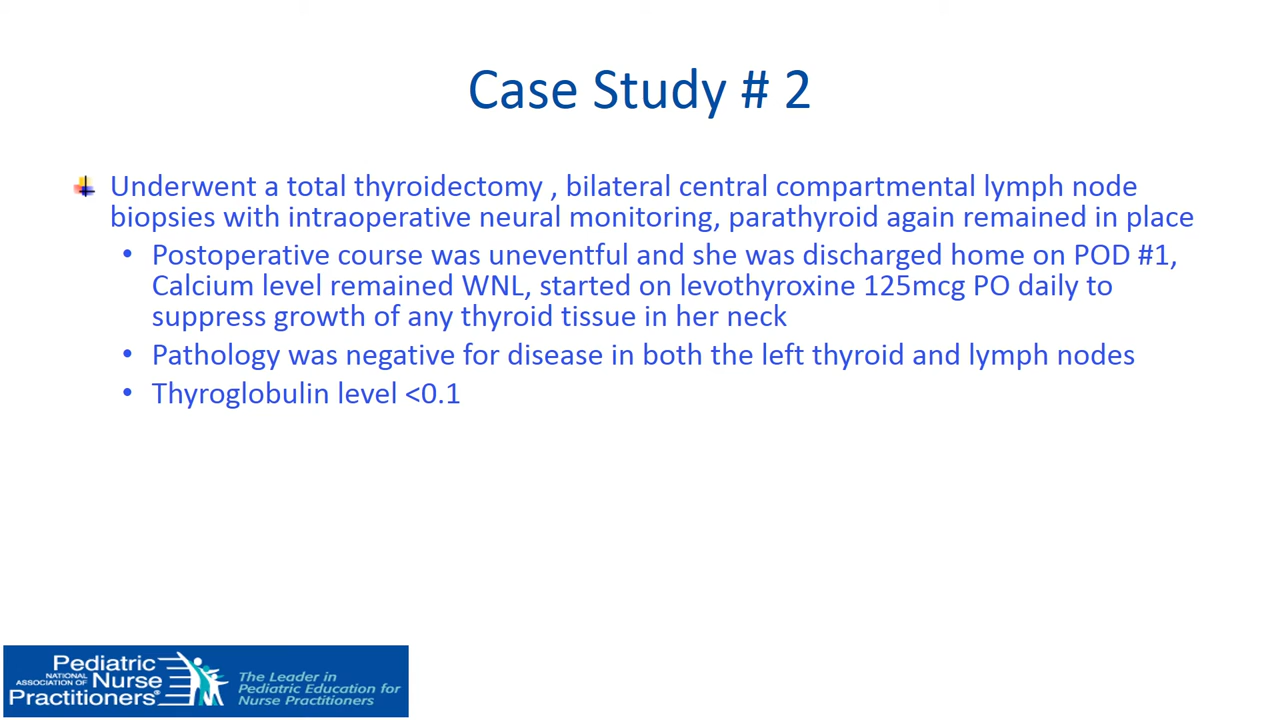 Case Study # 2
Underwent a total thyroidectomy , bilateral central compartmental lymph node
biopsies with intraoperative neural monitoring, parathyroid again remained in place
• Postoperative course was uneventful and she was discharged home on POD #1,
Calcium level remained WNL, started on levothyroxine 125mcg PO daily to
suppress growth of any thyroid tissue in her neck
• Pathology was negative for disease in both the left thyroid and lymph nodes
• Thyroglobulin level <0.1
Pediatric
NATIONAL
ASSOCIATION OF Nurse
Practitioners®
The Leader in
Pediatric Education for
Nurse Practitioners